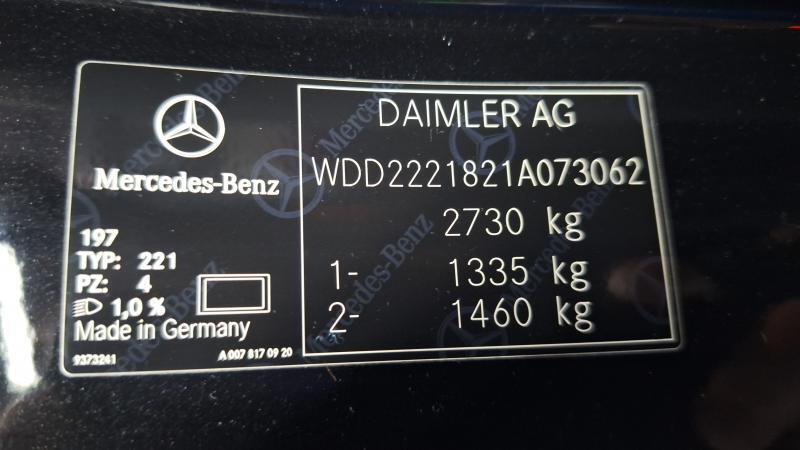 Mercedes-Benz
197
TYP: 221
PZ: 4
1,0 %
Made in Germany
9373241
A 007 817 09 20
DAIMLER AG
WDD2221821A073062
2730 kg
1- 1335 kg
2- 1460 kg